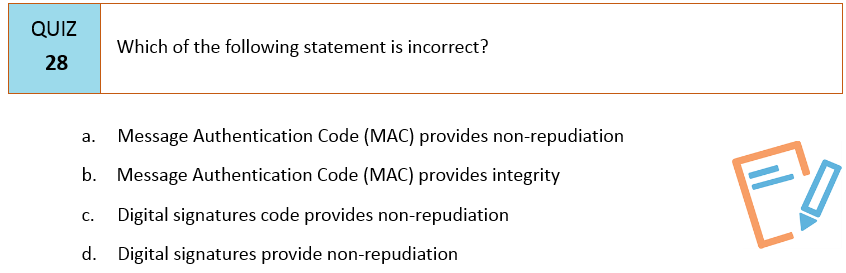 QUIZ
28
Which of the following statement is incorrect?
a. Message Authentication Code (MAC) provides non-repudiation
b. Message Authentication Code (MAC) provides integrity
c. Digital signatures code provides non-repudiation
d. Digital signatures provide non-repudiation